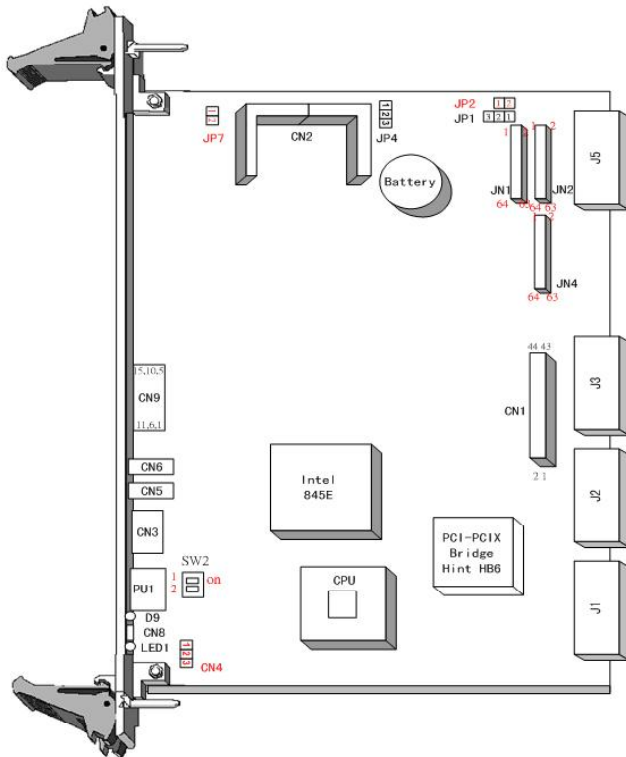 JP2 1 2
JP1 3 2 1
1
2
JP7
CN2
1
2
3
JP4
1 2
1 2
J5
Battery
JN1
JN2
64 63
64 63
1 2
JN4
64 63
J3
44 43
CN1
2 1
15,10,5
CN9
11,6,1
CN6
CN5
CN3
Intel
845E
J2
PCI-PCIX
Bridge
Hint HB6
SW2
1
2
on
PU1
CPU
J1
D9
CN8
LED1
1
2
3
CN4